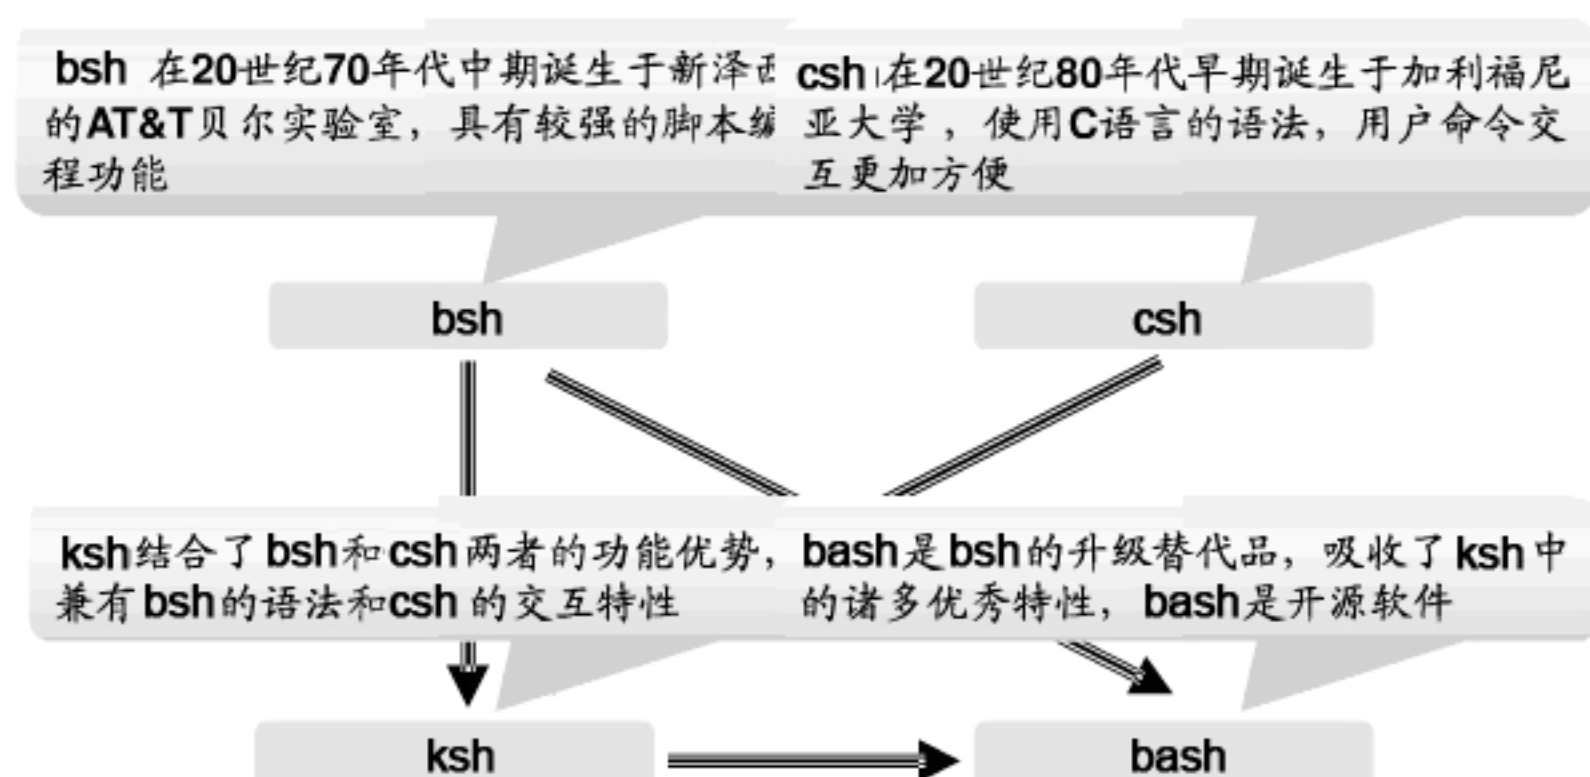 bsh 在20世纪70年代中期诞生于新泽西
的AT&T贝尔实验室，具有较强的脚本编
程功能
csh 在20世纪80年代早期诞生于加利福尼
亚大学，使用C语言的语法，用户命令交
互更加方便
bsh
csh
ksh结合了bsh和csh两者的功能优势，
兼有bsh的语法和csh 的交互特性
bash是bsh的升级替代品，吸收了ksh中
的诸多优秀特性，bash是开源软件
ksh
bash